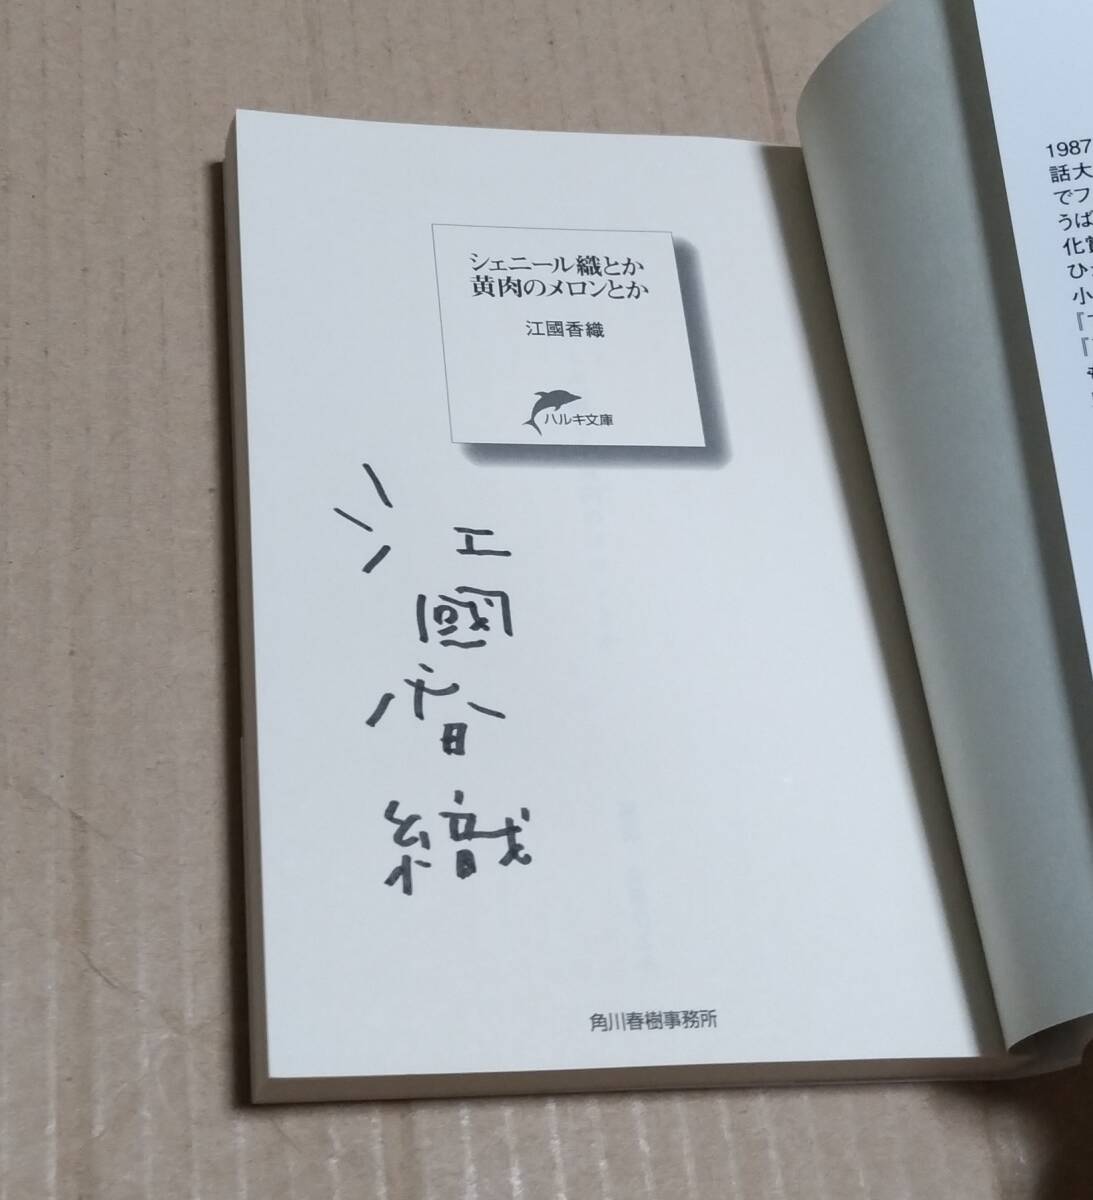 シェニール織とか
黄肉のメロンとか
江國香織
ハルキ文庫
江國香織
角川春樹事務所
1987
話大
でフ
うば
化賞
ひ
小